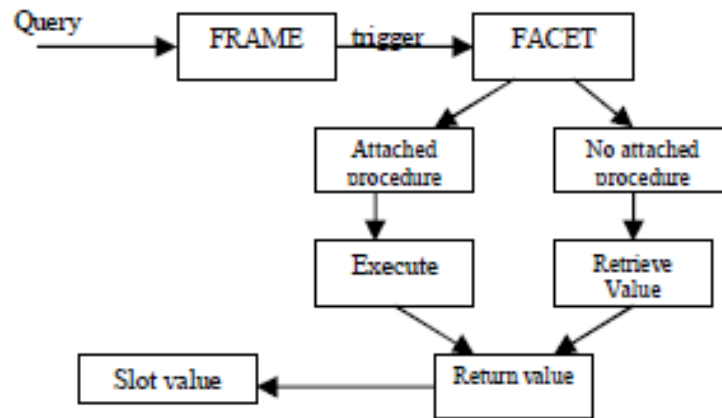 Query
FRAME
trigger
FACET
Attached
procedure
No attached
procedure
Execute
Retrieve
Value
Slot value
Return value